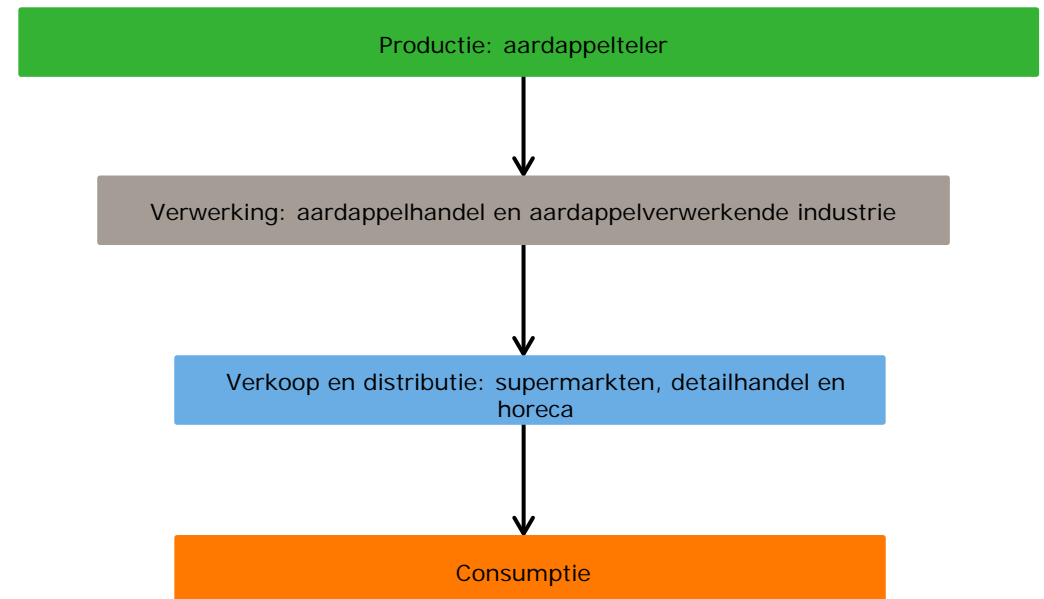 Productie: aardappelteler
Verwerking: aardappelhandel en aardappelverwerkende industrie
Verkoop en distributie: supermarkten, detailhandel en
horeca
Consumptie